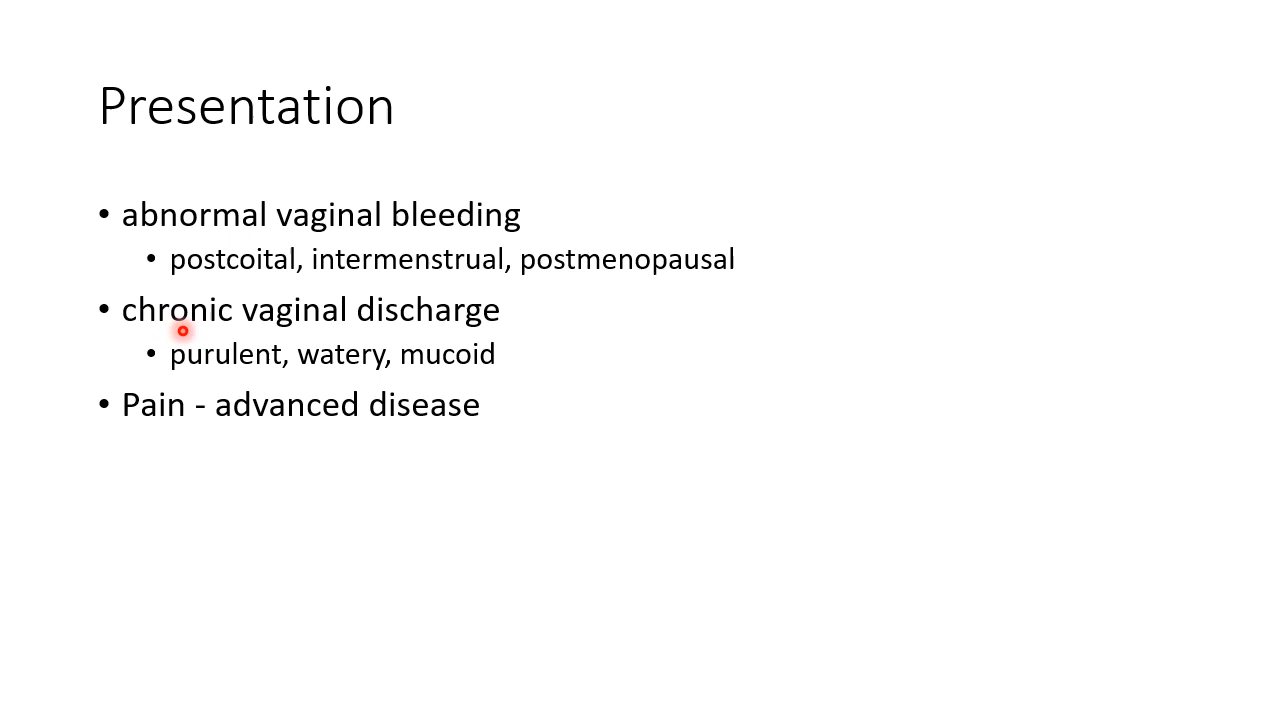 Presentation
• abnormal vaginal bleeding
• postcoital, intermenstrual, postmenopausal
• chronic vaginal discharge
• purulent, watery, mucoid
• Pain - advanced disease